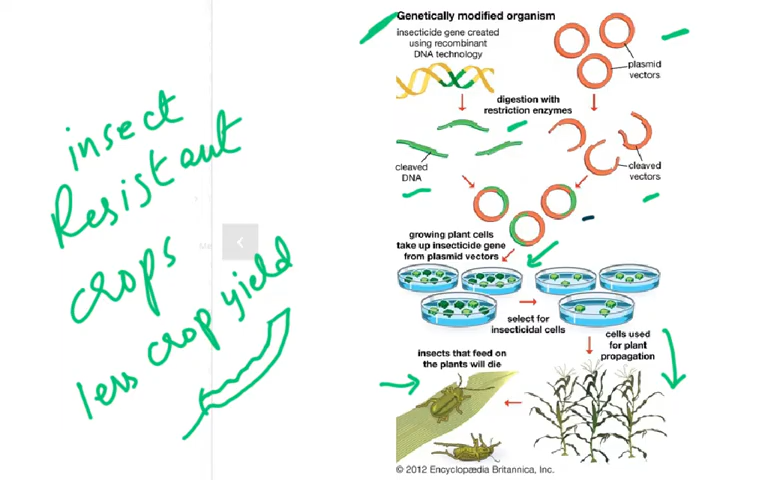 insect
Resistant
crops
less crop yield
Genetically modified organism
insecticide gene created
using recombinant
DNA technology
plasmid
vectors
digestion with
restriction enzymes
cleaved
DNA
cleaved
vectors
growing plant cells
take up insecticide gene
from plasmid vectors
select for
insecticidal cells
cells used
for plant
propagation
insects that feed on
the plants will die
© 2012 Encyclopædia Britannica, Inc.